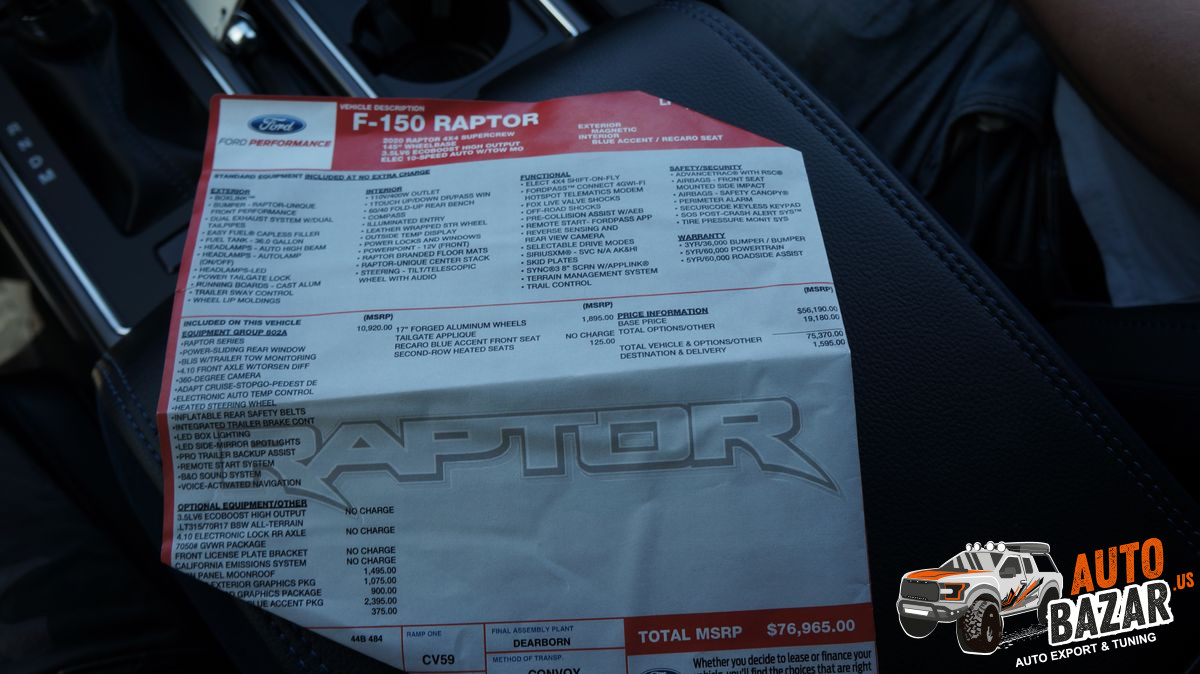 Ford
FORD PERFORMANCE
VEHICLE DESCRIPTION
F-150 RAPTOR
2020 RAPTOR 4X4 SUPERCREW
145" WHEELBASE
3.5LV6 ECOBOOST HIGH OUTPUT
ELEC 10-SPEED AUTO W/TOW MO
EXTERIOR
MAGNETIC
INTERIOR
BLUE ACCENT / RECARO SEAT
STANDARD EQUIPMENT INCLUDED AT NO EXTRA CHARGE
EXTERIOR
• BOXLINK™
• BUMPER - RAPTOR-UNIQUE
FRONT PERFORMANCE
• DUAL EXHAUST SYSTEM W/DUAL
TAILPIPES
• EASY FUEL® CAPLESS FILLER
• FUEL TANK - 36.0 GALLON
• HEADLAMPS - AUTO HIGH BEAM
• HEADLAMPS - AUTOLAMP
(ON/OFF)
• HEADLAMPS-LED
• POWER TAILGATE LOCK
• RUNNING BOARDS - CAST ALUM
• TRAILER SWAY CONTROL
• WHEEL LIP MOLDINGS
INTERIOR
• 110V/400W OUTLET
• 1TOUCH UP/DOWN DR/PASS WIN
• 60/40 FOLD-UP REAR BENCH
• COMPASS
• ILLUMINATED ENTRY
• LEATHER WRAPPED STR WHEEL
• OUTSIDE TEMP DISPLAY
• POWER LOCKS AND WINDOWS
• POWERPOINT - 12V (FRONT)
• RAPTOR BRANDED FLOOR MATS
• RAPTOR-UNIQUE CENTER STACK
• STEERING - TILT/TELESCOPIC
WHEEL WITH AUDIO
FUNCTIONAL
• ELECT 4X4 SHIFT-ON-FLY
• FORDPASS™ CONNECT 4GWI-FI
HOTSPOT TELEMATICS MODEM
• FOX LIVE VALVE SHOCKS
• OFF-ROAD SHOCKS
• PRE-COLLISION ASSIST W/AEB
• REMOTE START- FORDPASS APP
• REVERSE SENSING AND
REAR VIEW CAMERA
• SELECTABLE DRIVE MODES
• SIRIUSXM® - SVC N/A AK&HI
• SKID PLATES
• SYNC®3 8" SCRN W/APPLINK®
• TERRAIN MANAGEMENT SYSTEM
• TRAIL CONTROL
SAFETY/SECURITY
• ADVANCETRAC® WITH RSC®
• AIRBAGS - FRONT SEAT
MOUNTED SIDE IMPACT
• AIRBAGS - SAFETY CANOPY®
• PERIMETER ALARM
• SECURICODE KEYLESS KEYPAD
• SOS POST-CRASH ALERT SYS™
• TIRE PRESSURE MONIT SYS
WARRANTY
• 3YR/36,000 BUMPER / BUMPER
• 5YR/60,000 POWERTRAIN
• 5YR/60,000 ROADSIDE ASSIST
INCLUDED ON THIS VEHICLE (MSRP)
EQUIPMENT GROUP 802A 10,920.00
•RAPTOR SERIES
•POWER-SLIDING REAR WINDOW
•BLIS W/TRAILER TOW MONITORING
•4.10 FRONT AXLE W/TORSEN DIFF
•360-DEGREE CAMERA
•ADAPT CRUISE-STOPGO-PEDEST DE
•ELECTRONIC AUTO TEMP CONTROL
•HEATED STEERING WHEEL
•INFLATABLE REAR SAFETY BELTS
•INTEGRATED TRAILER BRAKE CONT
•LED BOX LIGHTING
•LED SIDE-MIRROR SPOTLIGHTS
•PRO TRAILER BACKUP ASSIST
•REMOTE START SYSTEM
•B&O SOUND SYSTEM
•VOICE-ACTIVATED NAVIGATION
OPTIONAL EQUIPMENT/OTHER
3.5LV6 ECOBOOST HIGH OUTPUT NO CHARGE
.LT315/70R17 BSW ALL-TERRAIN
4.10 ELECTRONIC LOCK RR AXLE NO CHARGE
7050# GVWR PACKAGE
FRONT LICENSE PLATE BRACKET NO CHARGE
CALIFORNIA EMISSIONS SYSTEM NO CHARGE
PANEL MOONROOF 1,495.00
EXTERIOR GRAPHICS PKG 1,075.00
GRAPHICS PACKAGE 900.00
BLUE ACCENT PKG 2,395.00
375.00
(MSRP)
17" FORGED ALUMINUM WHEELS 1,895.00
TAILGATE APPLIQUE
RECARO BLUE ACCENT FRONT SEAT NO CHARGE
SECOND-ROW HEATED SEATS 125.00
PRICE INFORMATION (MSRP)
BASE PRICE $56,190.00
TOTAL OPTIONS/OTHER 19,180.00
TOTAL VEHICLE & OPTIONS/OTHER 75,370.00
DESTINATION & DELIVERY 1,595.00
RAPTOR
44B 484
RAMP ONE
CV59
FINAL ASSEMBLY PLANT
DEARBORN
METHOD OF TRANSP.
CONVOY
TOTAL MSRP $76,965.00
Whether you decide to lease or finance your
vehicle, you'll find the choices that are right
AUTO
BAZAR.us
AUTO EXPORT & TUNING